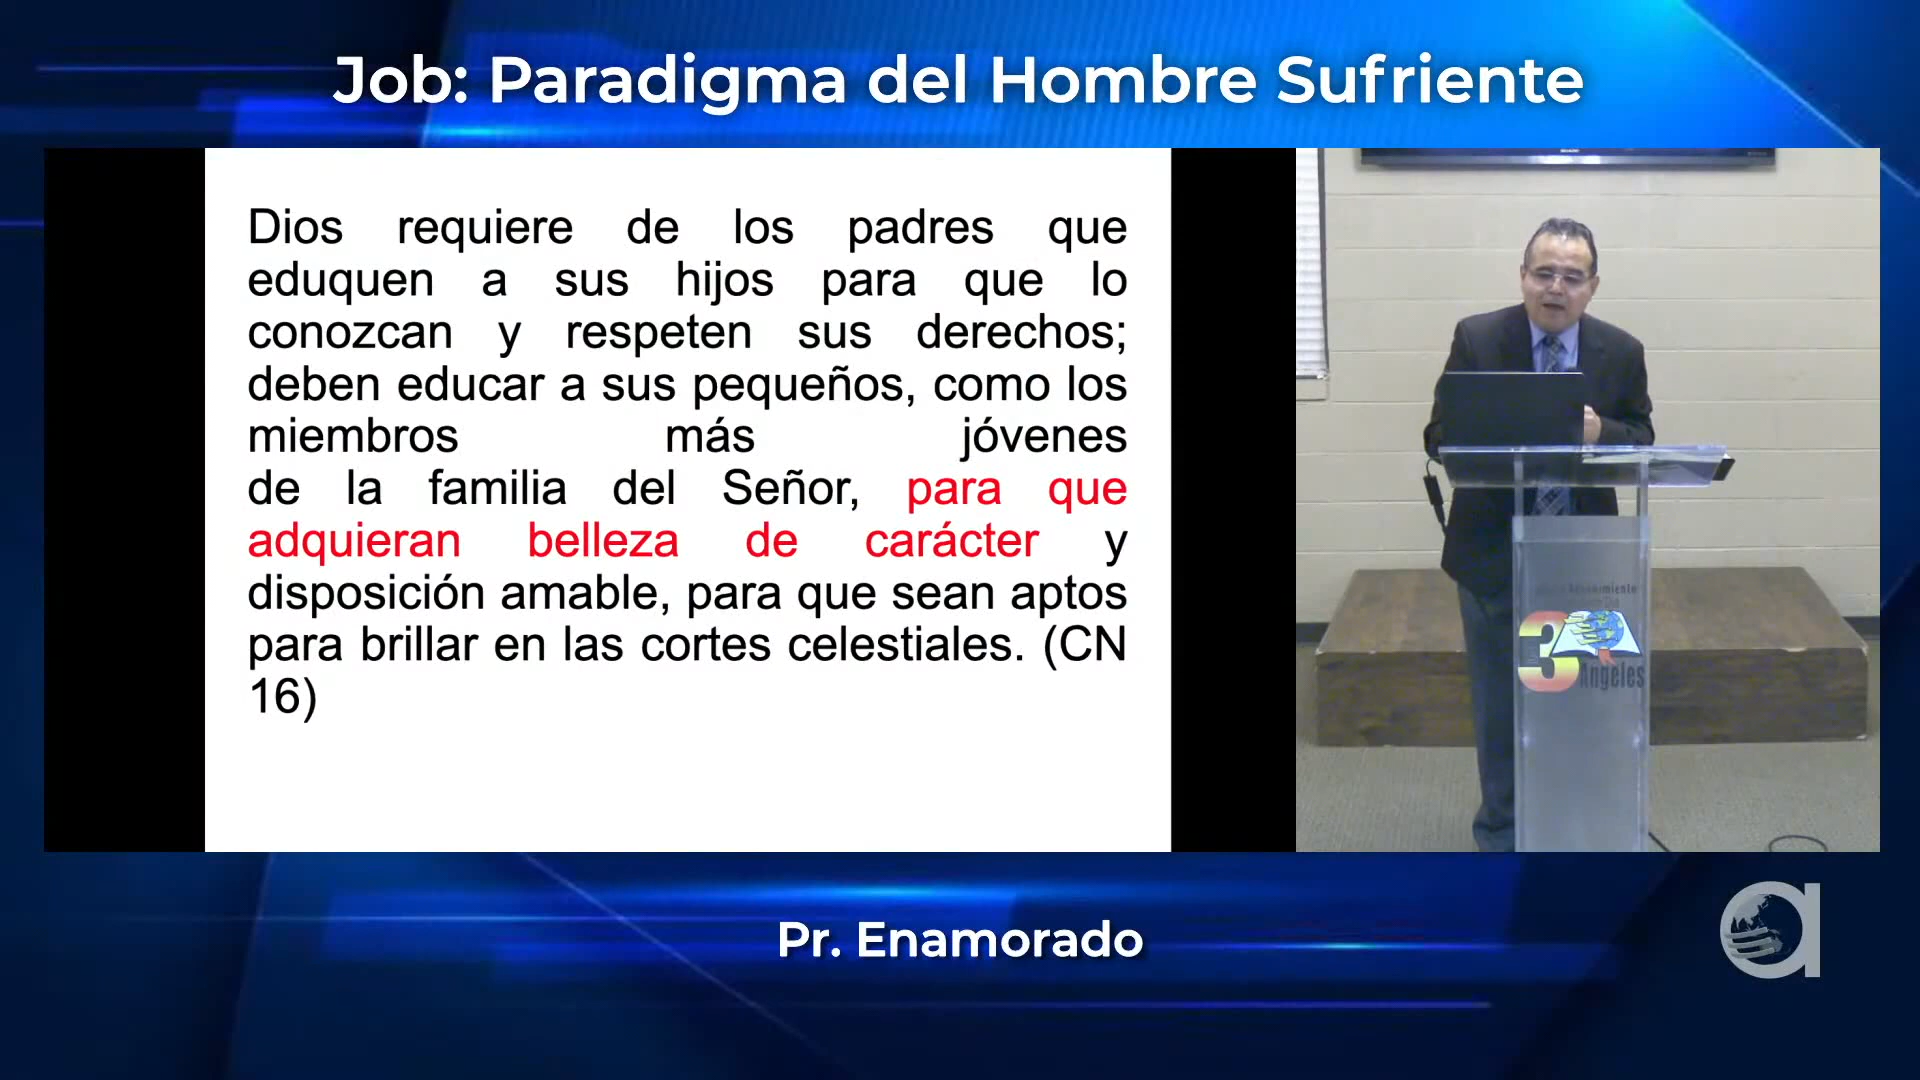 Job: Paradigma del Hombre Sufriente
Dios requiere de los padres que
eduquen a sus hijos para que lo
conozcan y respeten sus derechos;
deben educar a sus pequeños, como los
miembros más jóvenes
de la familia del Señor, para que
adquieran belleza de carácter y
disposición amable, para que sean aptos
para brillar en las cortes celestiales. (CN
16)
3
Angeles
Pr. Enamorado